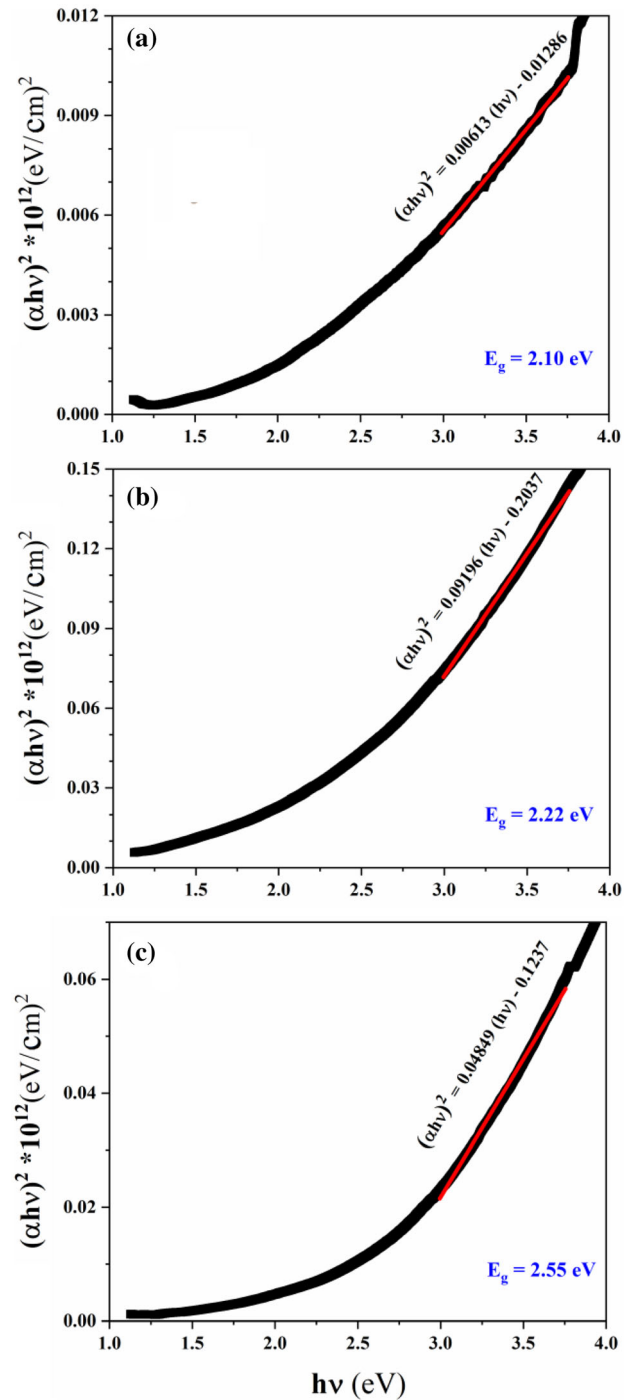 (a)
(αhν)² *10¹²(eV/cm)²
0.012
0.009
0.006
0.003
0.000
(αhν)² = 0.00613 (hν) - 0.01286
E_g = 2.10 eV
1.0 1.5 2.0 2.5 3.0 3.5 4.0
(b)
(αhν)² *10¹²(eV/cm)²
0.15
0.12
0.09
0.06
0.03
0.00
(αhν)² = 0.09196 (hν) - 0.2037
E_g = 2.22 eV
1.0 1.5 2.0 2.5 3.0 3.5 4.0
(c)
(αhν)² *10¹²(eV/cm)²
0.06
0.04
0.02
0.00
(αhν)² = 0.04849 (hν) - 0.1237
E_g = 2.55 eV
1.0 1.5 2.0 2.5 3.0 3.5 4.0
hν (eV)